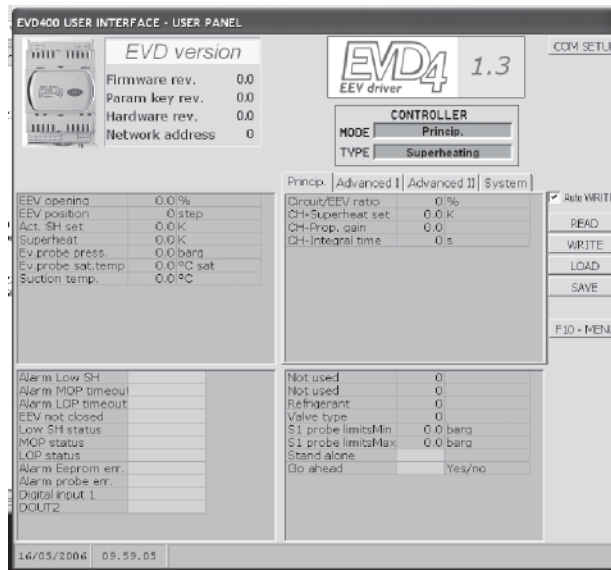 EVD400 USER INTERFACE - USER PANEL
EVD version
Firmware rev. 0.0
Param key rev. 0.0
Hardware rev. 0.0
Network address 0
EVD4
EEV driver
1.3
CONTROLLER
MODE Princip.
TYPE Superheating
COM SETU
Princip. Advanced I Advanced II System
EEV opening 0.0 %
EEV position 0 step
Act. SH set 0.0 K
Superheat 0.0 K
Ev.probe press. 0.0 barg
Ev.probe sat.temp 0.0 °C sat
Suction temp. 0.0 °C
Circuit/EEV ratio 0 %
CH-Superheat set 0.0 K
CH-Prop. gain 0.0
CH-Integral time 0 s
Auto WRIT
READ
WRITE
LOAD
SAVE
F10 - MENU
Alarm Low SH
Alarm MOP timeout
Alarm LOP timeout
EEV not closed
Low SH status
MOP status
LOP status
Alarm Eeprom err.
Alarm probe err.
Digital input 1
DOUT2
Not used 0
Not used 0
Refrigerant 0
Valve type 0
S1 probe limitsMin 0.0 barg
S1 probe limitsMax 0.0 barg
Stand alone
Go ahead Yes/no
16/05/2006 09.59.05